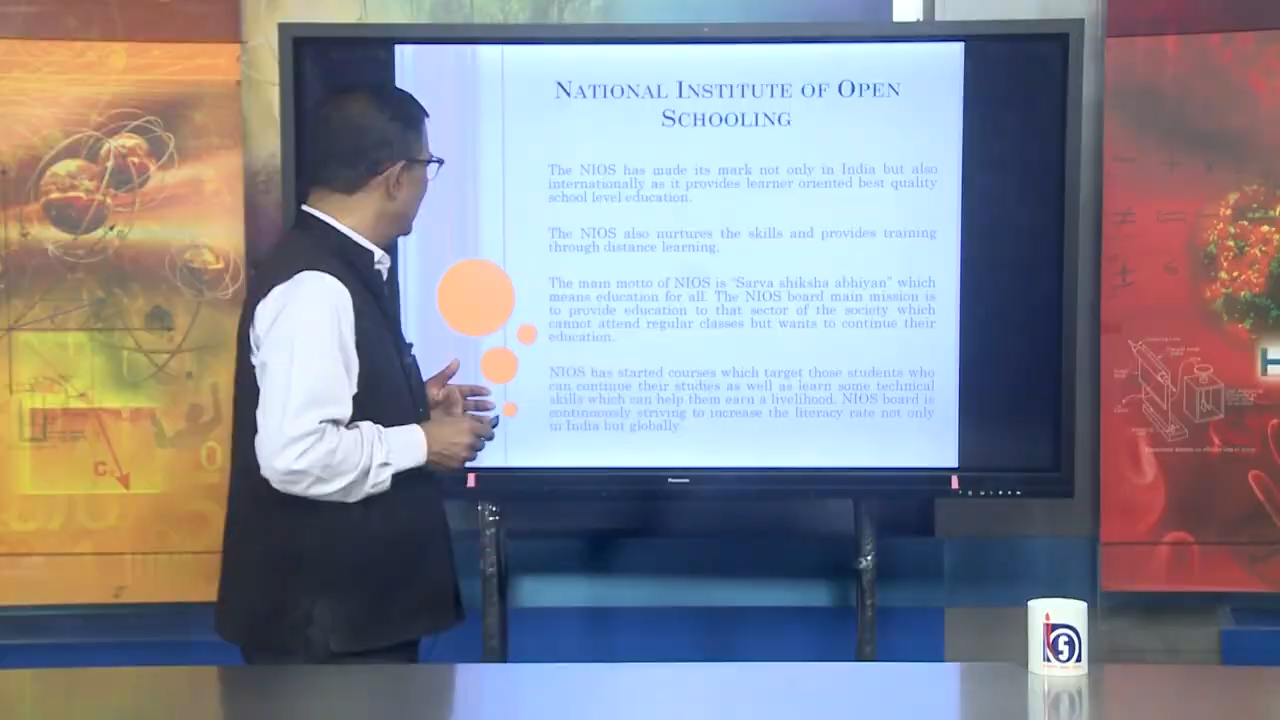 NATIONAL INSTITUTE OF OPEN
SCHOOLING
The NIOS has made its mark not only in India but also
internationally as it provides learner oriented best quality
school level education.
The NIOS also nurtures the skills and provides training
through distance learning.
The main motto of NIOS is "Sarva shiksha abhiyan" which
means education for all. The NIOS board main mission is
to provide education to that sector of the society which
cannot attend regular classes but wants to continue their
education.
NIOS has started courses which target those students who
can continue their studies as well as learn some technical
skills which can help them earn a livelihood. NIOS board is
continuously striving to increase the literacy rate not only
in India but globally.
Panasonic
C
0
H